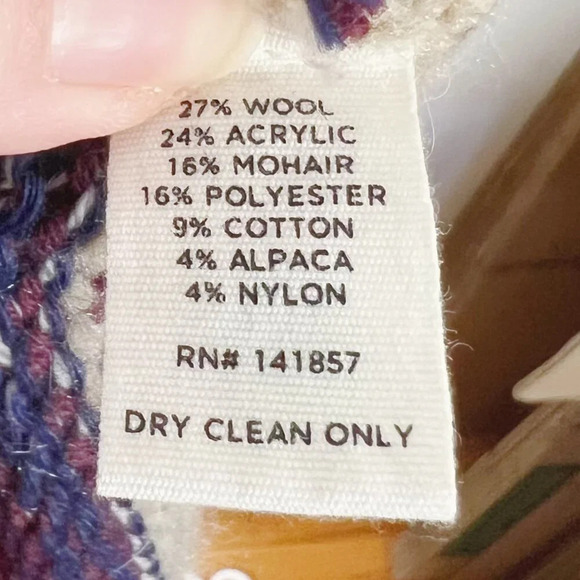 27% WOOL
24% ACRYLIC
16% MOHAIR
16% POLYESTER
9% COTTON
4% ALPACA
4% NYLON
RN# 141857
DRY CLEAN ONLY